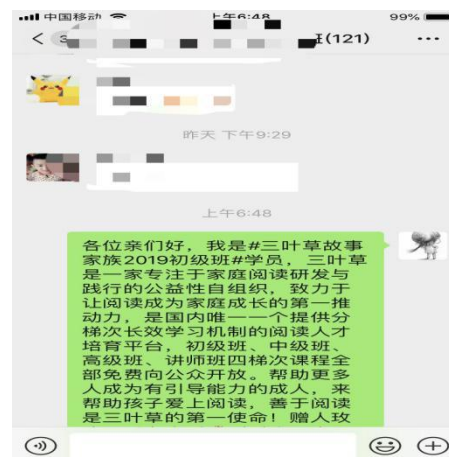 中国移动 上午6:48 99%
(121)
昨天 下午9:29
上午6:48
各位亲们好，我是#三叶草故事
家族2019初级班#学员，三叶草
是一家专注于家庭阅读研发与
践行的公益性自组织，致力于
让阅读成为家庭成长的第一推
动力，是国内唯一一个提供分
梯次长效学习机制的阅读人才
培育平台，初级班、中级班、
高级班、讲师班四梯次课程全
部免费向公众开放。帮助更多
人成为有引导能力的成人，来
帮助孩子爱上阅读，善于阅读
是三叶草的第一使命！赠人玫